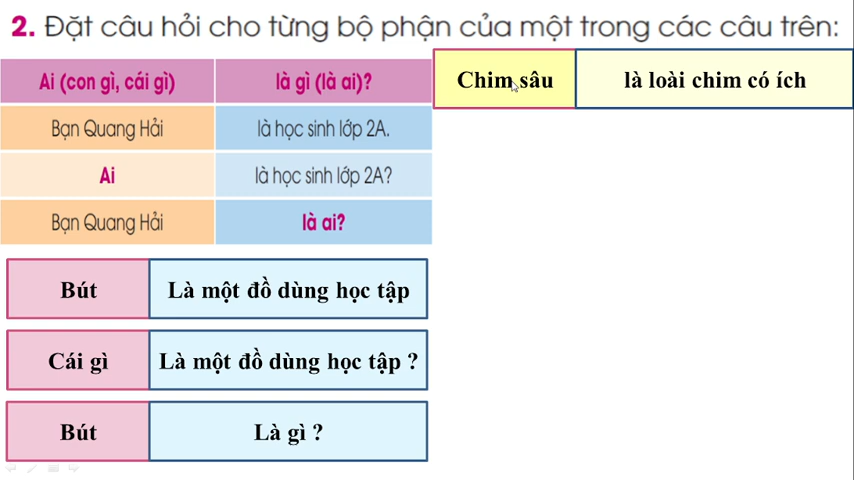 2. Đặt câu hỏi cho từng bộ phận của một trong các câu trên:
Ai (con gì, cái gì) là gì (là ai)?
Bạn Quang Hải là học sinh lớp 2A.
Ai là học sinh lớp 2A?
Bạn Quang Hải là ai?
Bút Là một đồ dùng học tập
Cái gì Là một đồ dùng học tập ?
Bút Là gì ?
Chim sâu là loài chim có ích